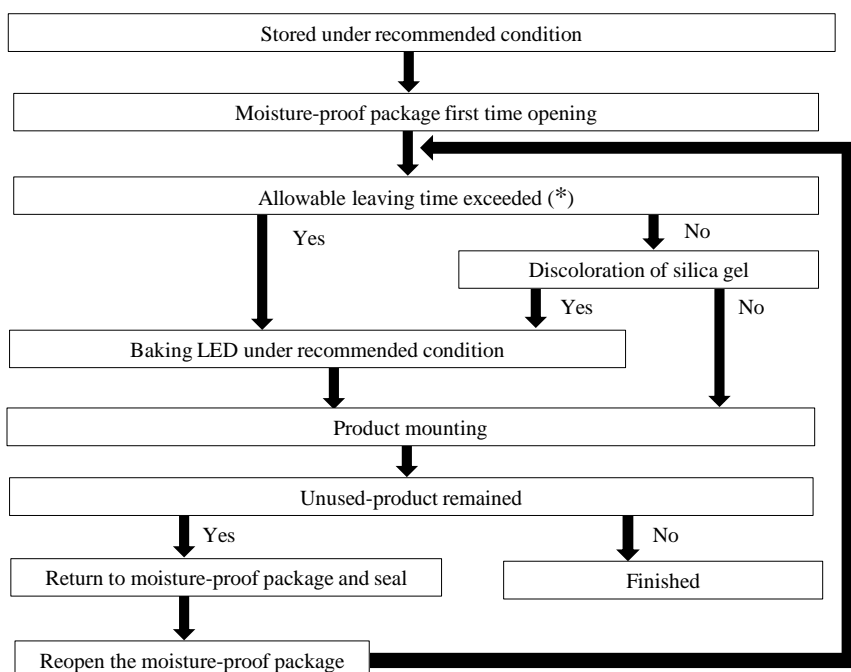 Stored under recommended condition
Moisture-proof package first time opening
Allowable leaving time exceeded (*)
Yes
No
Discoloration of silica gel
Yes
No
Baking LED under recommended condition
Product mounting
Unused-product remained
Yes
No
Return to moisture-proof package and seal
Finished
Reopen the moisture-proof package